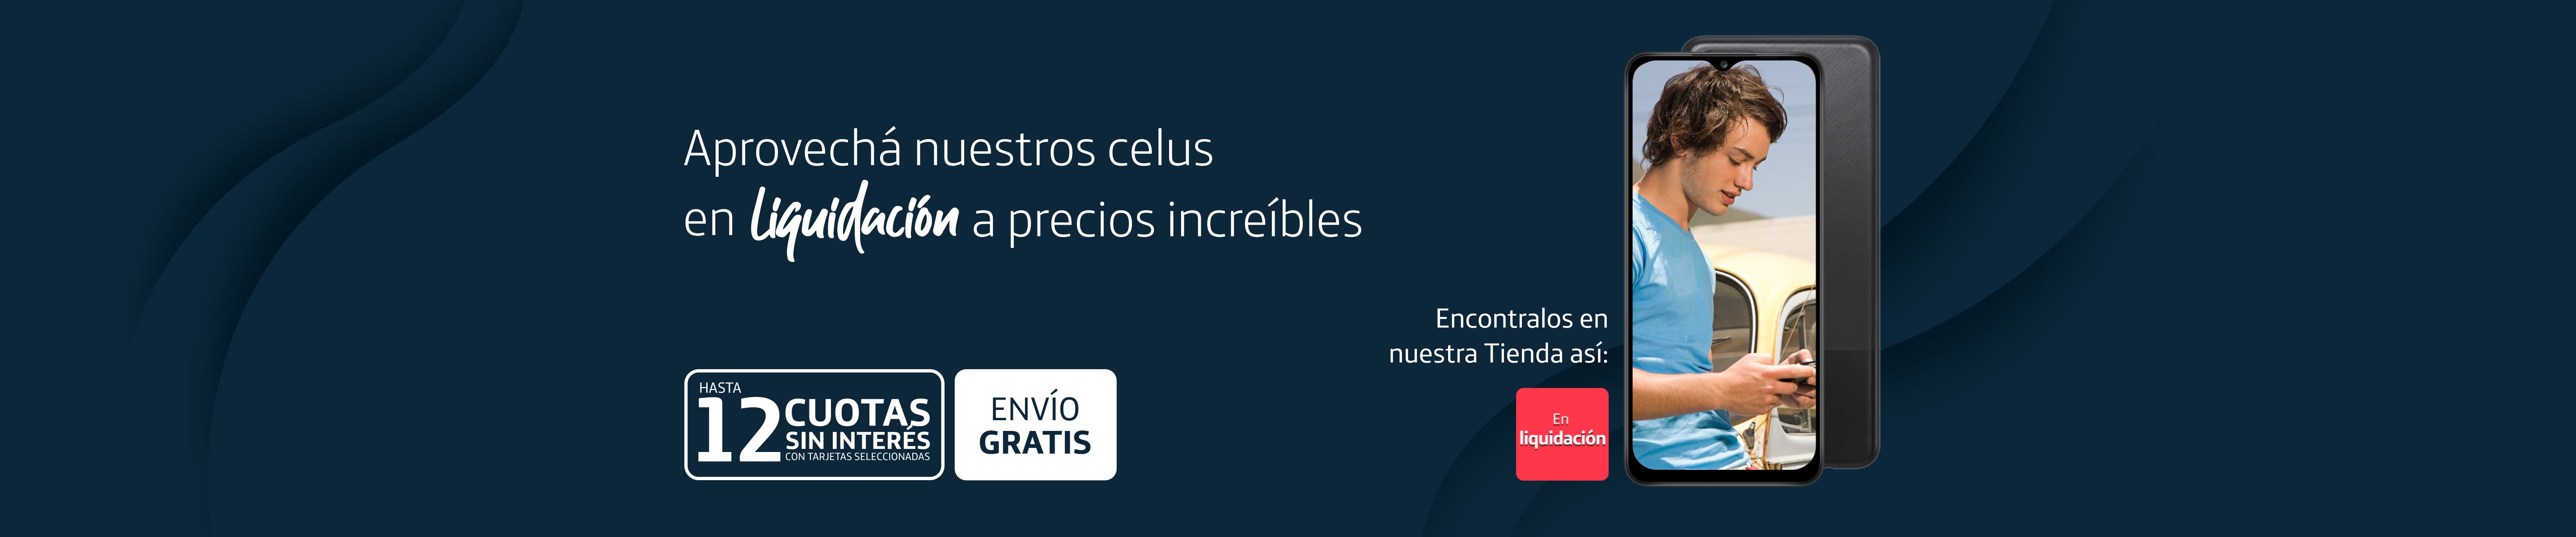 Aprovechá nuestros celus
en liquidación a precios increíbles
HASTA
12 CUOTAS
SIN INTERÉS
CON TARJETAS SELECCIONADAS
ENVÍO
GRATIS
Encontralos en
nuestra Tienda así:
En
liquidación